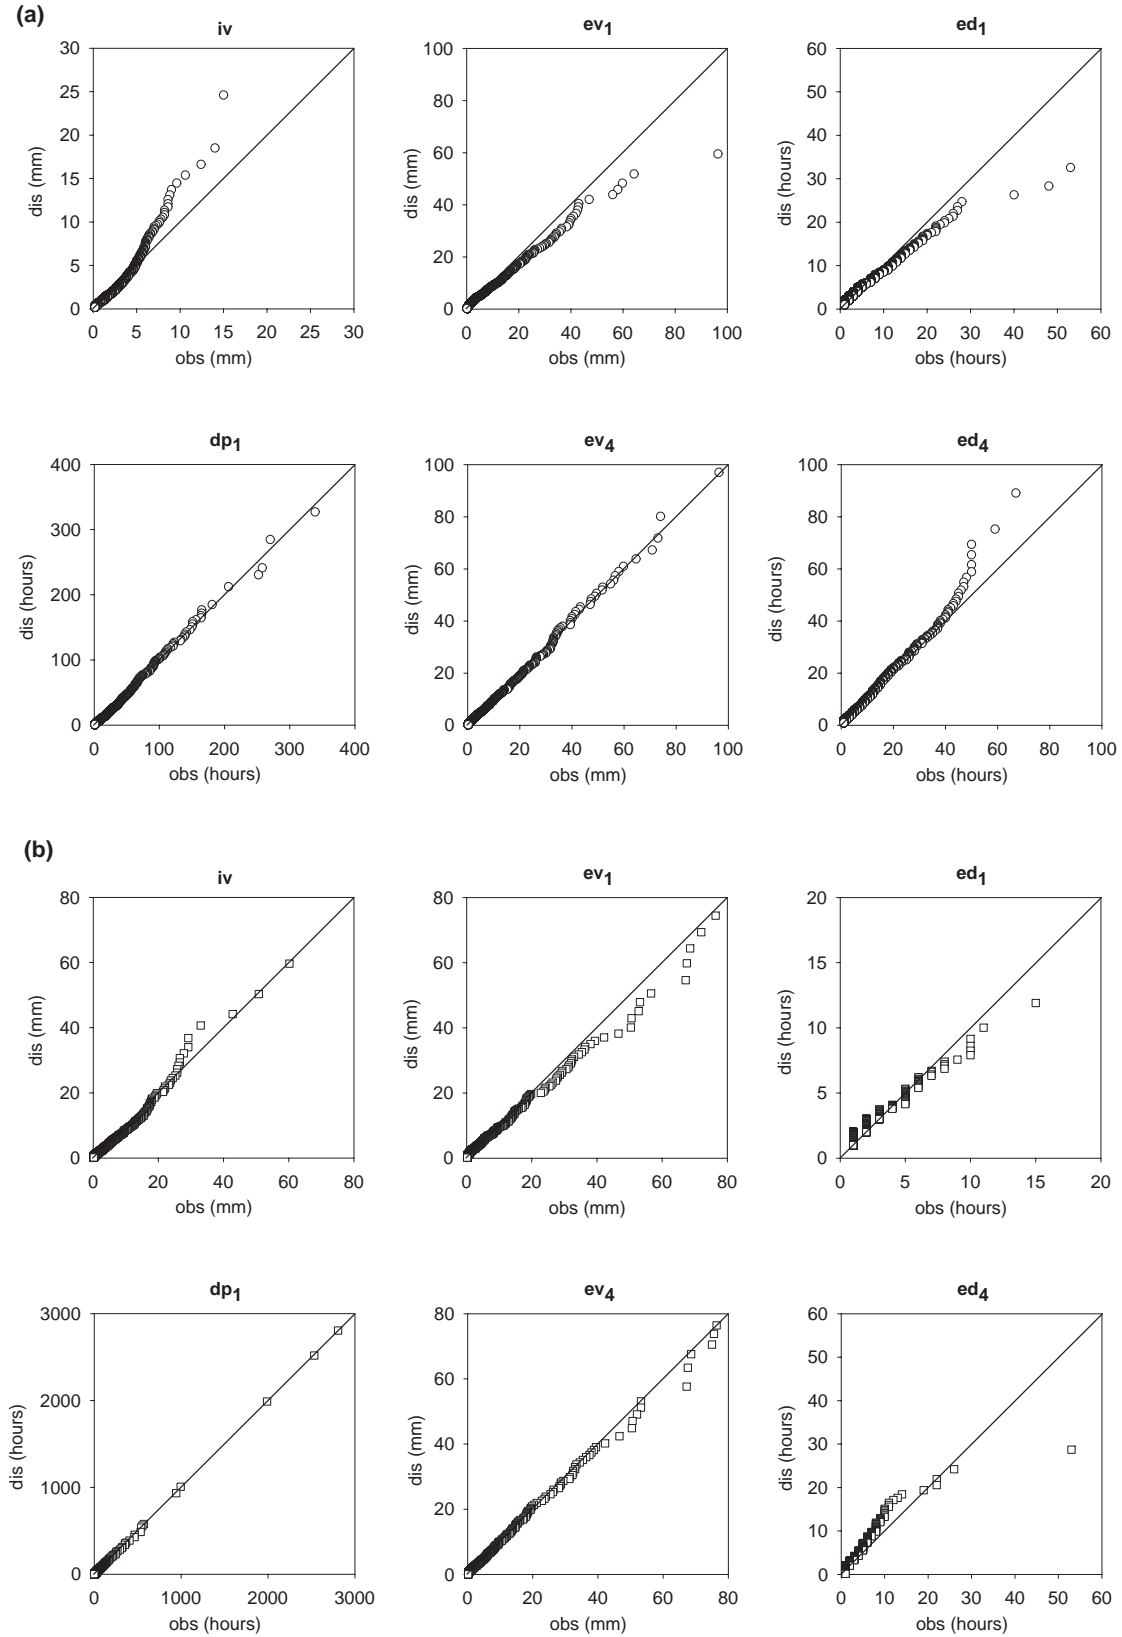 (a)
iv
ev1
ed1
30
25
20
15
10
5
0
dis (mm)
0 5 10 15 20 25 30
obs (mm)
100
80
60
40
20
0
dis (mm)
0 20 40 60 80 100
obs (mm)
60
50
40
30
20
10
0
dis (hours)
0 10 20 30 40 50 60
obs (hours)
dp1
ev4
ed4
400
300
200
100
0
dis (hours)
0 100 200 300 400
obs (hours)
100
80
60
40
20
0
dis (mm)
0 20 40 60 80 100
obs (mm)
100
80
60
40
20
0
dis (hours)
0 20 40 60 80 100
obs (hours)
(b)
iv
ev1
ed1
80
60
40
20
0
dis (mm)
0 20 40 60 80
obs (mm)
80
60
40
20
0
dis (mm)
0 20 40 60 80
obs (mm)
20
15
10
5
0
dis (hours)
0 5 10 15 20
obs (hours)
dp1
ev4
ed4
3000
2000
1000
0
dis (hours)
0 1000 2000 3000
obs (hours)
80
60
40
20
0
dis (mm)
0 20 40 60 80
obs (mm)
60
50
40
30
20
10
0
dis (hours)
0 10 20 30 40 50 60
obs (hours)